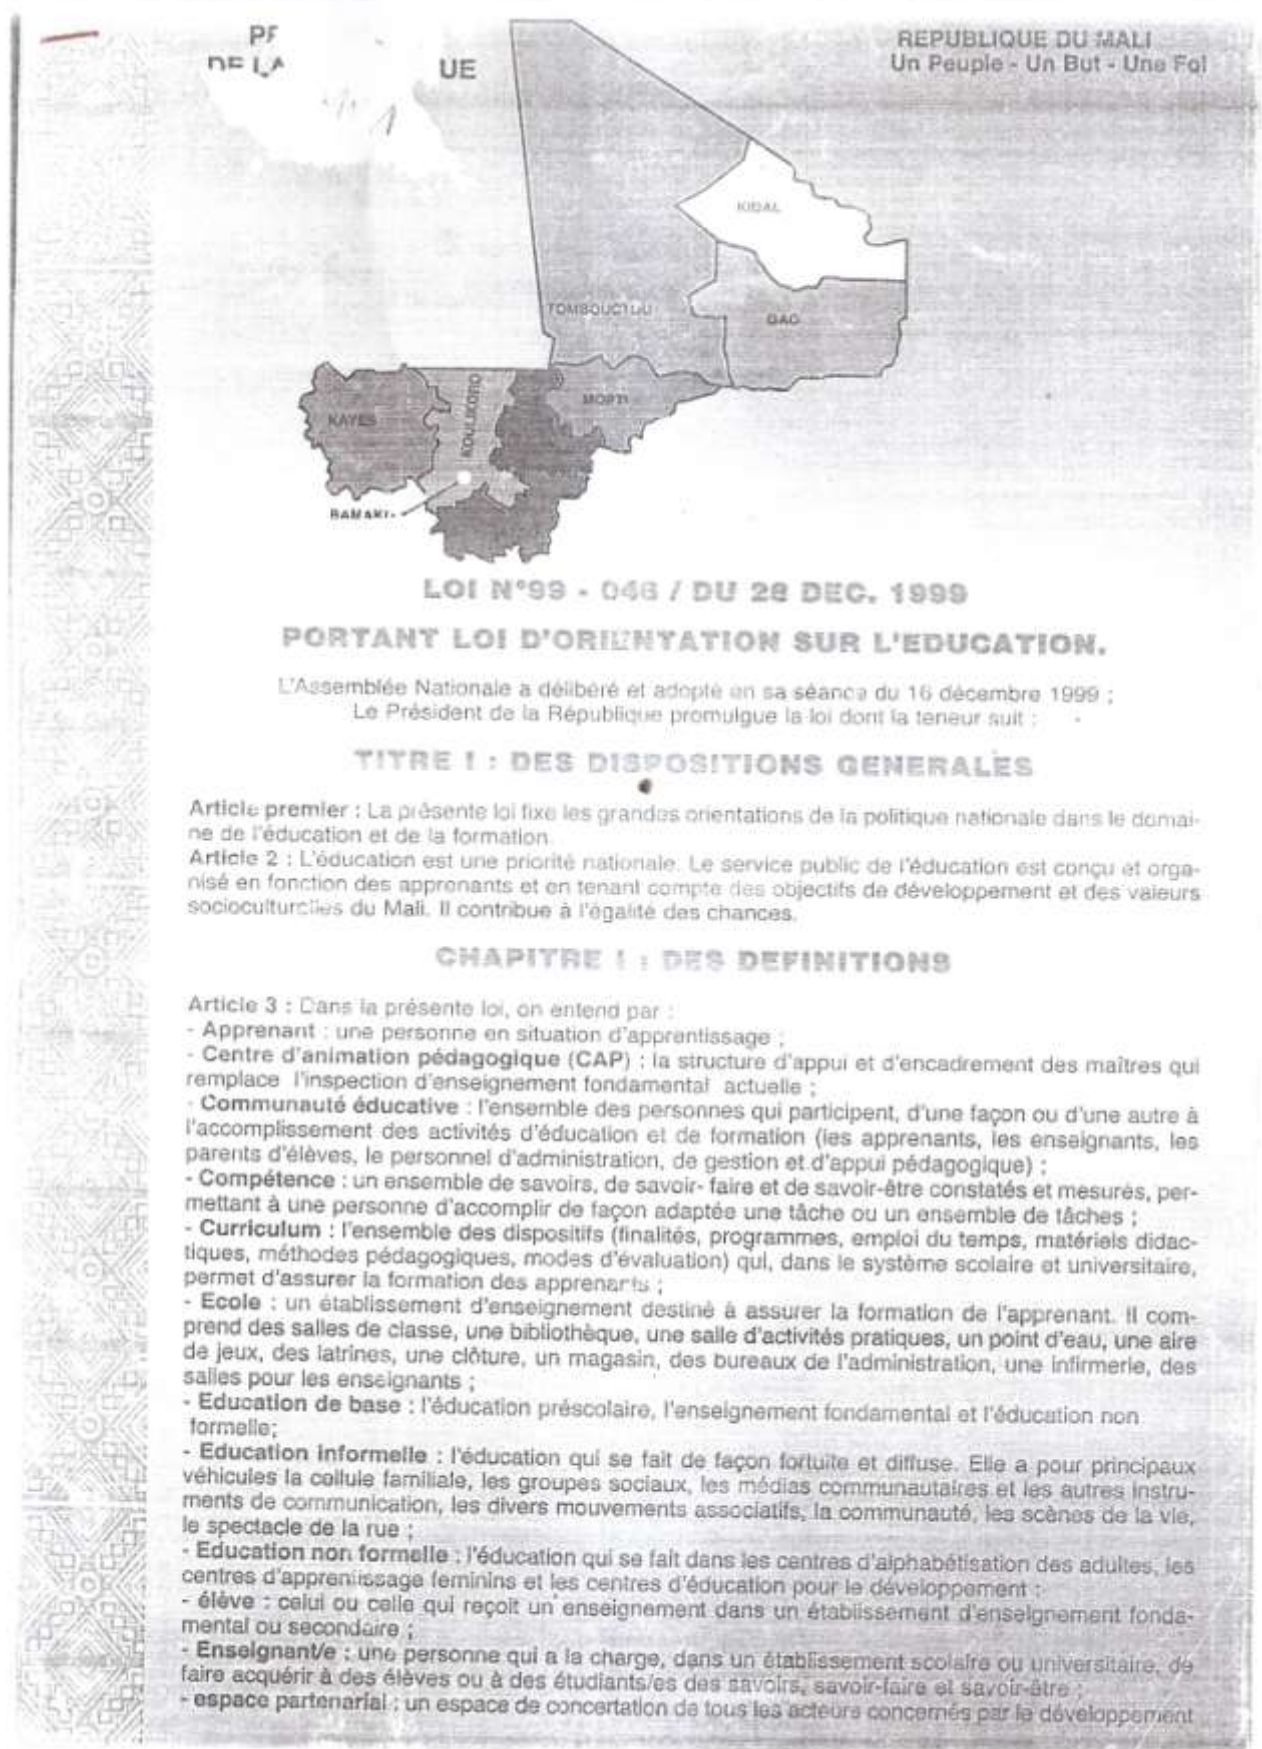 PR
DE LA UE
REPUBLIQUE DU MALI
Un Peuple - Un But - Une Foi
KIDAL
TOMBOUCTOU
GAO
MOPTI
KAYES
KOULIKORO
BAMAKO
LOI N°99 - 046 / DU 28 DEC. 1999
PORTANT LOI D'ORIENTATION SUR L'EDUCATION.
L'Assemblée Nationale a délibéré et adopté en sa séance du 16 décembre 1999 ;
Le Président de la République promulgue la loi dont la teneur suit :
TITRE I : DES DISPOSITIONS GENERALES
Article premier : La présente loi fixe les grandes orientations de la politique nationale dans le domai-
ne de l'éducation et de la formation.
Article 2 : L'éducation est une priorité nationale. Le service public de l'éducation est conçu et orga-
nisé en fonction des apprenants et en tenant compte des objectifs de développement et des valeurs
socioculturelles du Mali. Il contribue à l'égalité des chances.
CHAPITRE I : DES DEFINITIONS
Article 3 : Dans la présente loi, on entend par :
- Apprenant : une personne en situation d'apprentissage ;
- Centre d'animation pédagogique (CAP) : la structure d'appui et d'encadrement des maîtres qui
remplace l'inspection d'enseignement fondamental actuelle ;
- Communauté éducative : l'ensemble des personnes qui participent, d'une façon ou d'une autre à
l'accomplissement des activités d'éducation et de formation (les apprenants, les enseignants, les
parents d'élèves, le personnel d'administration, de gestion et d'appui pédagogique) ;
- Compétence : un ensemble de savoirs, de savoir- faire et de savoir-être constatés et mesurés, per-
mettant à une personne d'accomplir de façon adaptée une tâche ou un ensemble de tâches ;
- Curriculum : l'ensemble des dispositifs (finalités, programmes, emploi du temps, matériels didac-
tiques, méthodes pédagogiques, modes d'évaluation) qui, dans le système scolaire et universitaire,
permet d'assurer la formation des apprenants ;
- Ecole : un établissement d'enseignement destiné à assurer la formation de l'apprenant. Il com-
prend des salles de classe, une bibliothèque, une salle d'activités pratiques, un point d'eau, une aire
de jeux, des latrines, une clôture, un magasin, des bureaux de l'administration, une infirmerie, des
salles pour les enseignants ;
- Education de base : l'éducation préscolaire, l'enseignement fondamental et l'éducation non
formelle;
- Education informelle : l'éducation qui se fait de façon fortuite et diffuse. Elle a pour principaux
véhicules la cellule familiale, les groupes sociaux, les médias communautaires et les autres instru-
ments de communication, les divers mouvements associatifs, la communauté, les scènes de la vie,
le spectacle de la rue ;
- Education non formelle : l'éducation qui se fait dans les centres d'alphabétisation des adultes, les
centres d'apprentissage feminins et les centres d'éducation pour le développement ;
- élève : celui ou celle qui reçoit un enseignement dans un établissement d'enseignement fonda-
mental ou secondaire ;
- Enseignant/e : une personne qui a la charge, dans un établissement scolaire ou universitaire, de
faire acquérir à des élèves ou à des étudiants/es des savoirs, savoir-faire et savoir-être ;
- espace partenarial : un espace de concertation de tous les acteurs concernés par le développement